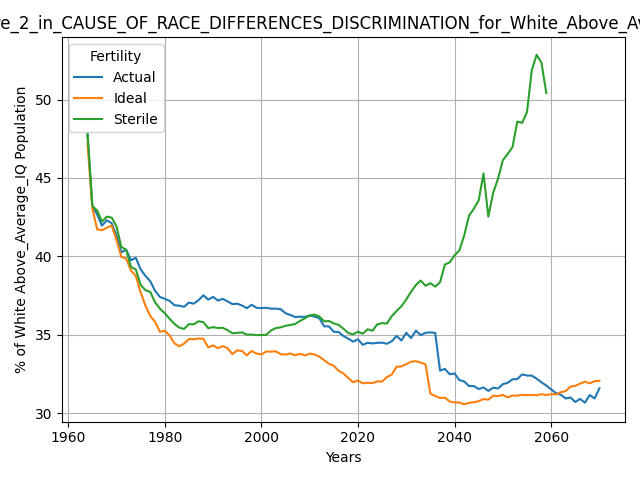 e_2_in_CAUSE_OF_RACE_DIFFERENCES_DISCRIMINATION_for_White_Above_A
Fertility
Actual
Ideal
Sterile
% of White Above_Average_IQ Population
50
45
40
35
30
1960
1980
2000
2020
2040
2060
Years